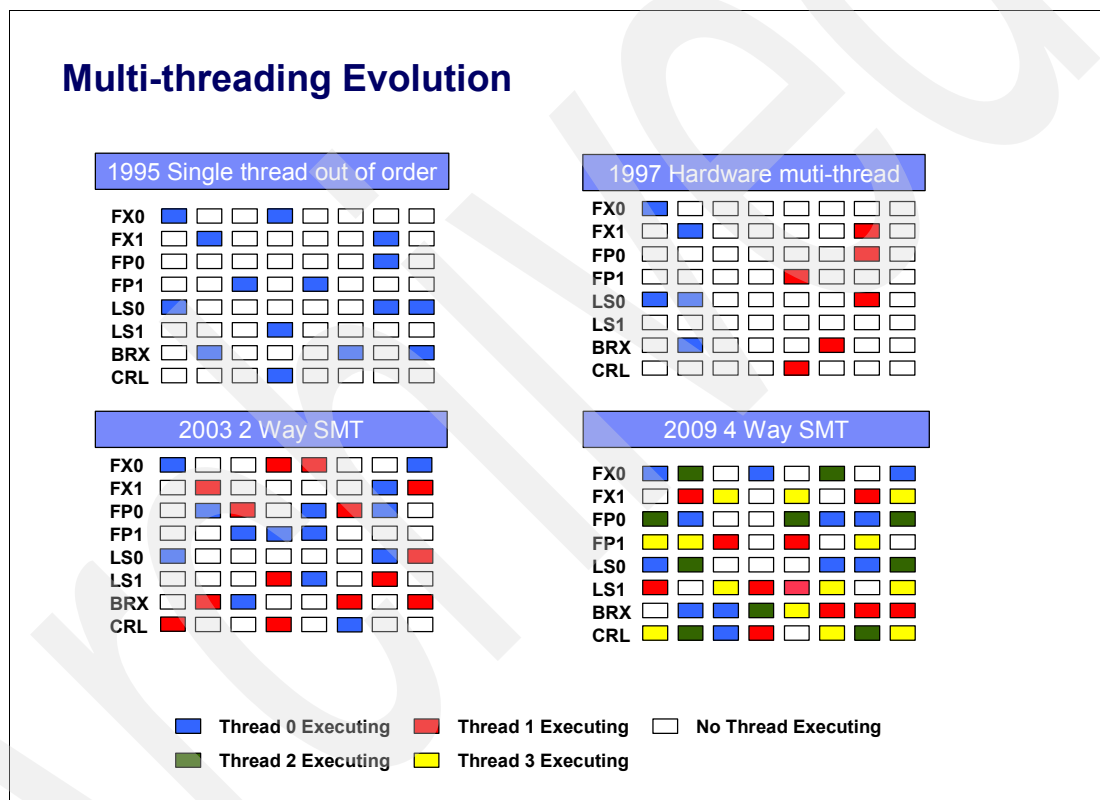 Multi-threading Evolution
1995 Single thread out of order
FX0
FX1
FP0
FP1
LS0
LS1
BRX
CRL
1997 Hardware muti-thread
FX0
FX1
FP0
FP1
LS0
LS1
BRX
CRL
2003 2 Way SMT
FX0
FX1
FP0
FP1
LS0
LS1
BRX
CRL
2009 4 Way SMT
FX0
FX1
FP0
FP1
LS0
LS1
BRX
CRL
Thread 0 Executing Thread 1 Executing No Thread Executing
Thread 2 Executing Thread 3 Executing